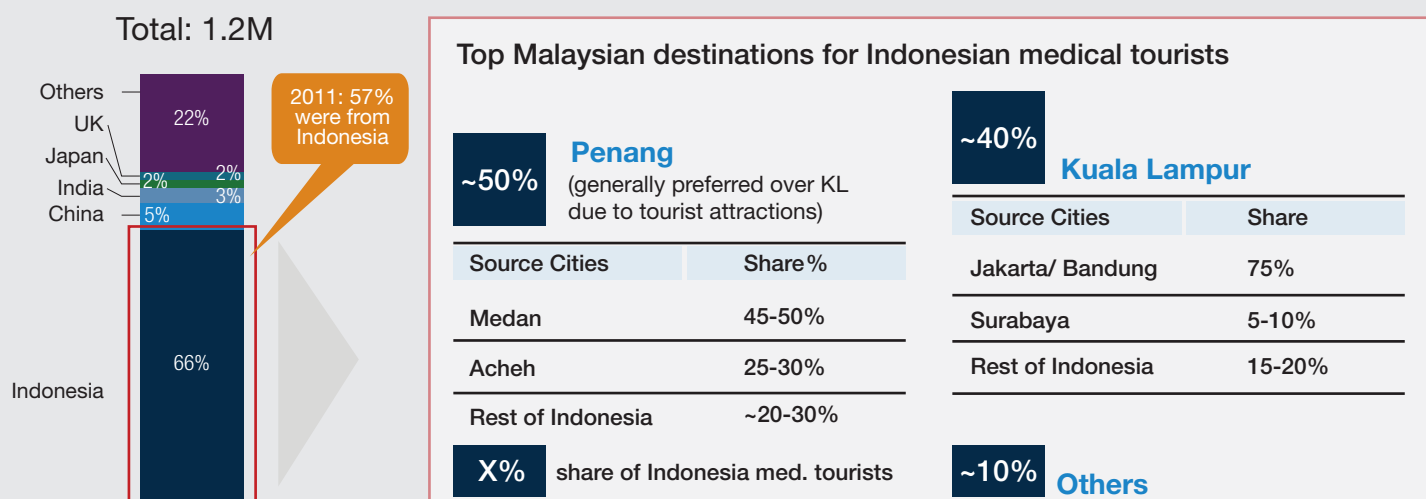 Total: 1.2M
Others
22%
UK
2%
Japan
2%
India
3%
China
5%
Indonesia
66%
2011: 57%
were from
Indonesia
Top Malaysian destinations for Indonesian medical tourists
~50%
Penang
(generally preferred over KL
due to tourist attractions)
Source Cities Share%
Medan 45-50%
Acheh 25-30%
Rest of Indonesia ~20-30%
X% share of Indonesia med. tourists
~40%
Kuala Lampur
Source Cities Share
Jakarta/ Bandung 75%
Surabaya 5-10%
Rest of Indonesia 15-20%
~10%
Others